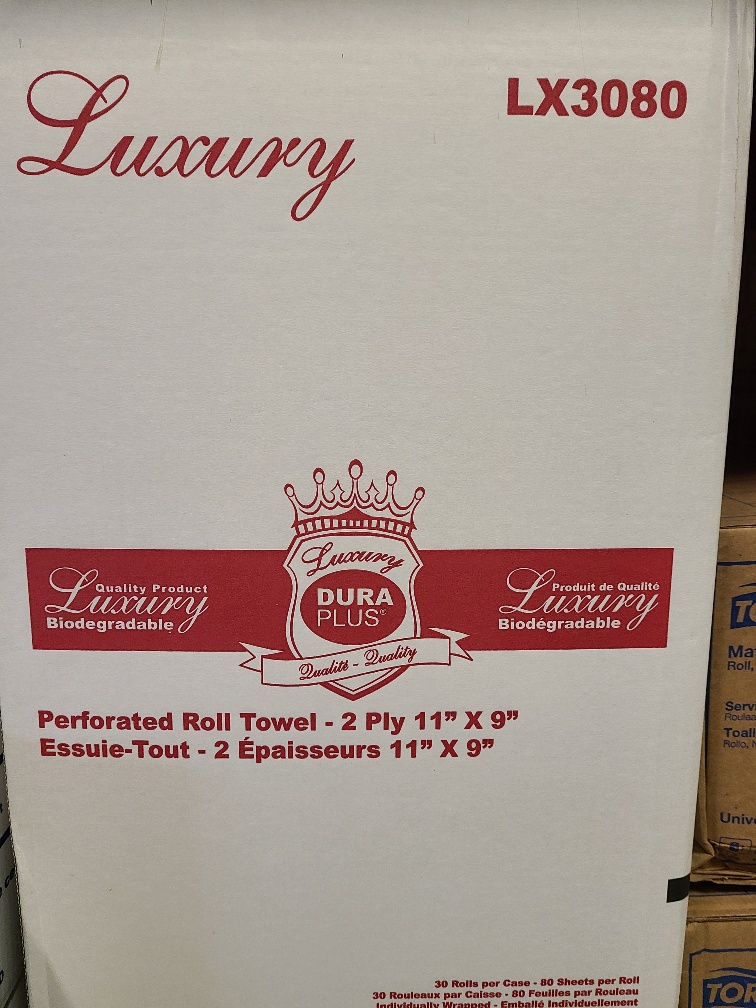 Luxury
LX3080
Luxury
DURA
PLUS®
Qualité - Quality
Quality Product
Luxury
Biodegradable
Produit de Qualité
Luxury
Biodégradable
Perforated Roll Towel - 2 Ply 11” X 9”
Essuie-Tout - 2 Épaisseurs 11” X 9”
30 Rolls per Case - 80 Sheets per Roll
30 Rouleaux par Caisse - 80 Feuilles par Rouleau
Individually Wrapped - Emballé Individuellement
Roll,